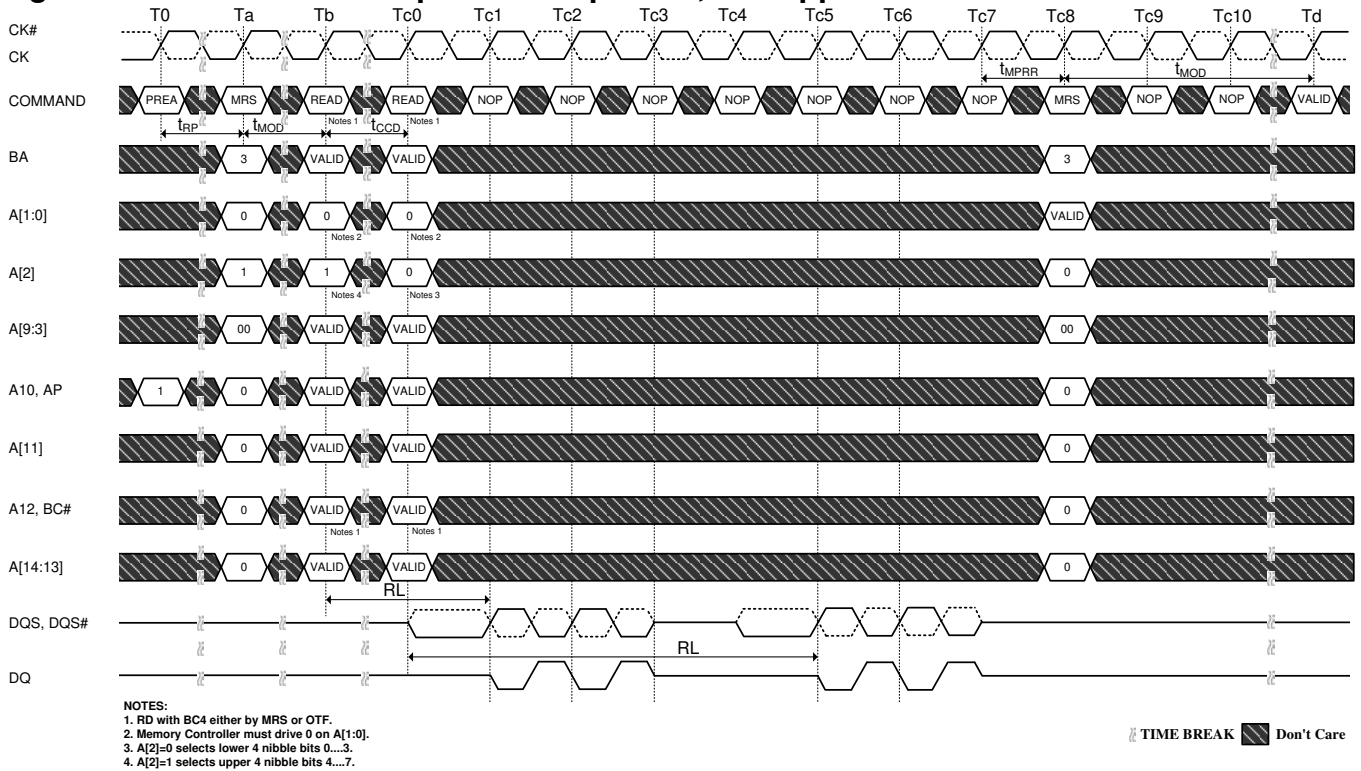 T0 Ta Tb Tc0 Tc1 Tc2 Tc3 Tc4 Tc5 Tc6 Tc7 Tc8 Tc9 Tc10 Td
CK#
CK
tMPRR tMOD
COMMAND PREA MRS READ READ NOP NOP NOP NOP NOP NOP NOP MRS NOP NOP VALID
Notes 1 Notes 1
tRP tMOD tCCD
BA 3 VALID VALID 3
A[1:0] 0 0 0 VALID
Notes 2 Notes 2
A[2] 1 1 0 0
Notes 4 Notes 3
A[9:3] 00 VALID VALID 00
A10, AP 1 0 VALID VALID 0
A[11] 0 VALID VALID 0
A12, BC# 0 VALID VALID 0
Notes 1 Notes 1
A[14:13] 0 VALID VALID 0
RL
DQS, DQS#
RL
DQ
NOTES:
1. RD with BC4 either by MRS or OTF.
2. Memory Controller must drive 0 on A[1:0].
3. A[2]=0 selects lower 4 nibble bits 0....3.
4. A[2]=1 selects upper 4 nibble bits 4....7.
TIME BREAK Don't Care